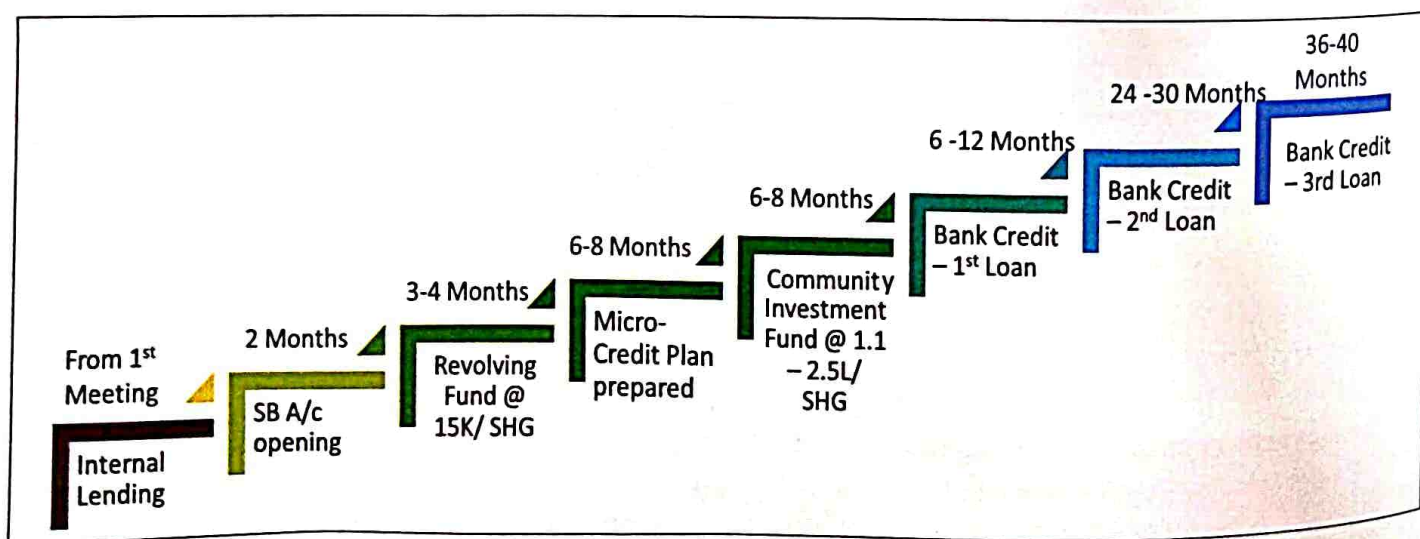 From 1st
Meeting
Internal
Lending
2 Months
SB A/c
opening
3-4 Months
Revolving
Fund @
15K/ SHG
6-8 Months
Micro-
Credit Plan
prepared
6-8 Months
Community
Investment
Fund @ 1.1
– 2.5L/
SHG
6 -12 Months
Bank Credit
– 1st Loan
24 -30 Months
Bank Credit
– 2nd Loan
36-40
Months
Bank Credit
– 3rd Loan